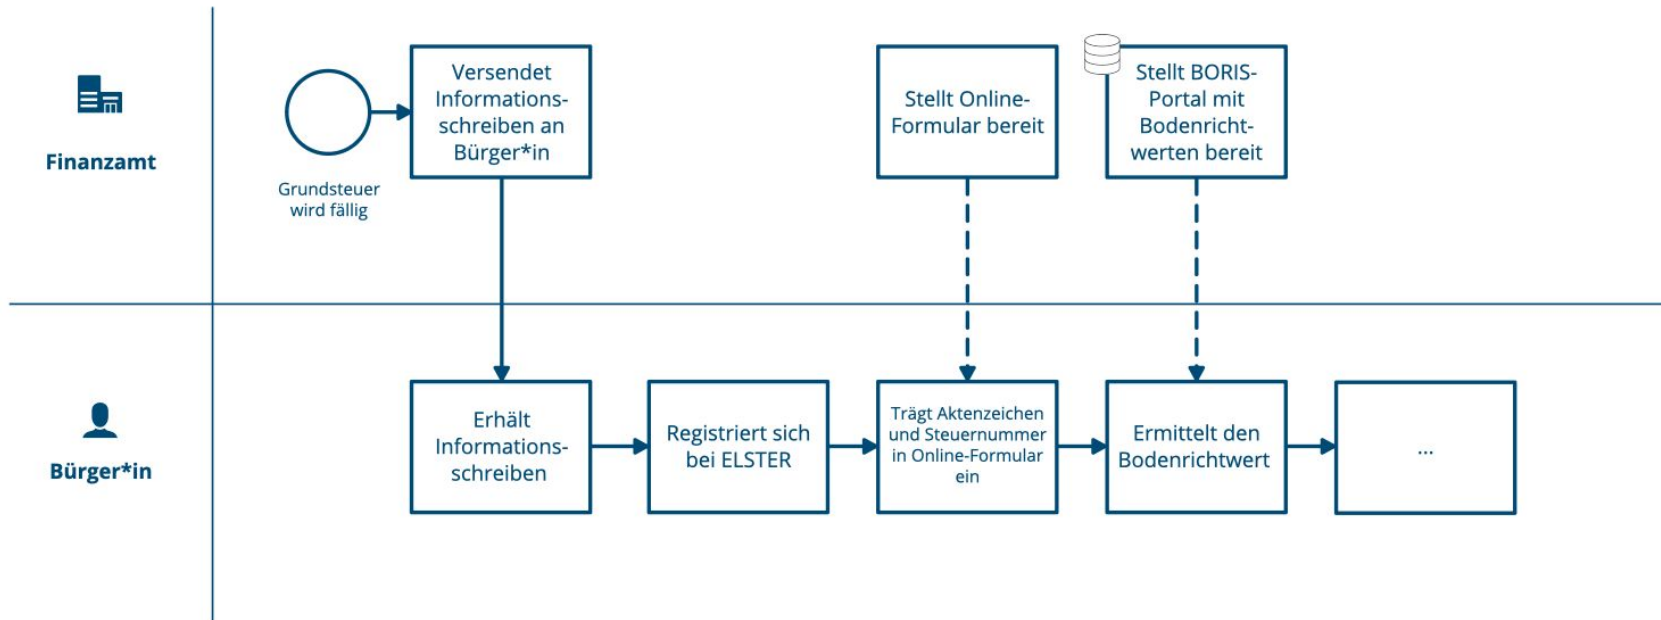 Finanzamt
Grundsteuer
wird fällig
Versendet
Informations-
schreiben an
Bürger*in
Stellt Online-
Formular bereit
Stellt BORIS-
Portal mit
Bodenricht-
werten bereit
Bürger*in
Erhält
Informations-
schreiben
Registriert sich
bei ELSTER
Trägt Aktenzeichen
und Steuernummer
in Online-Formular
ein
Ermittelt den
Bodenrichtwert
...